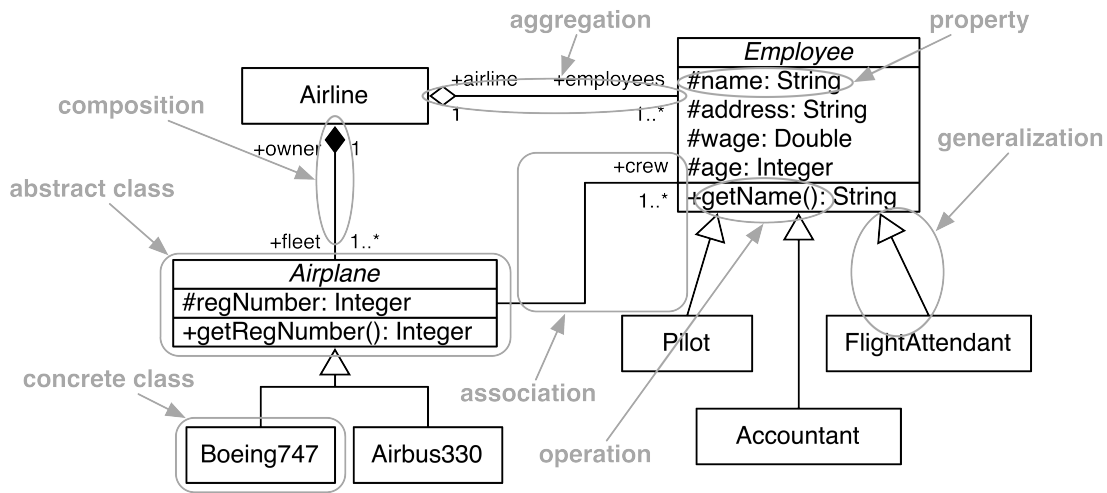 aggregation
property
Employee
Airline
+airline
+employees
#name: String
composition
1
1..*
#address: String
+owner
1
#wage: Double
generalization
+crew
#age: Integer
abstract class
1..*
+getName(): String
+fleet
1..*
Airplane
#regNumber: Integer
+getRegNumber(): Integer
Pilot
FlightAttendant
concrete class
association
Boeing747
Airbus330
operation
Accountant